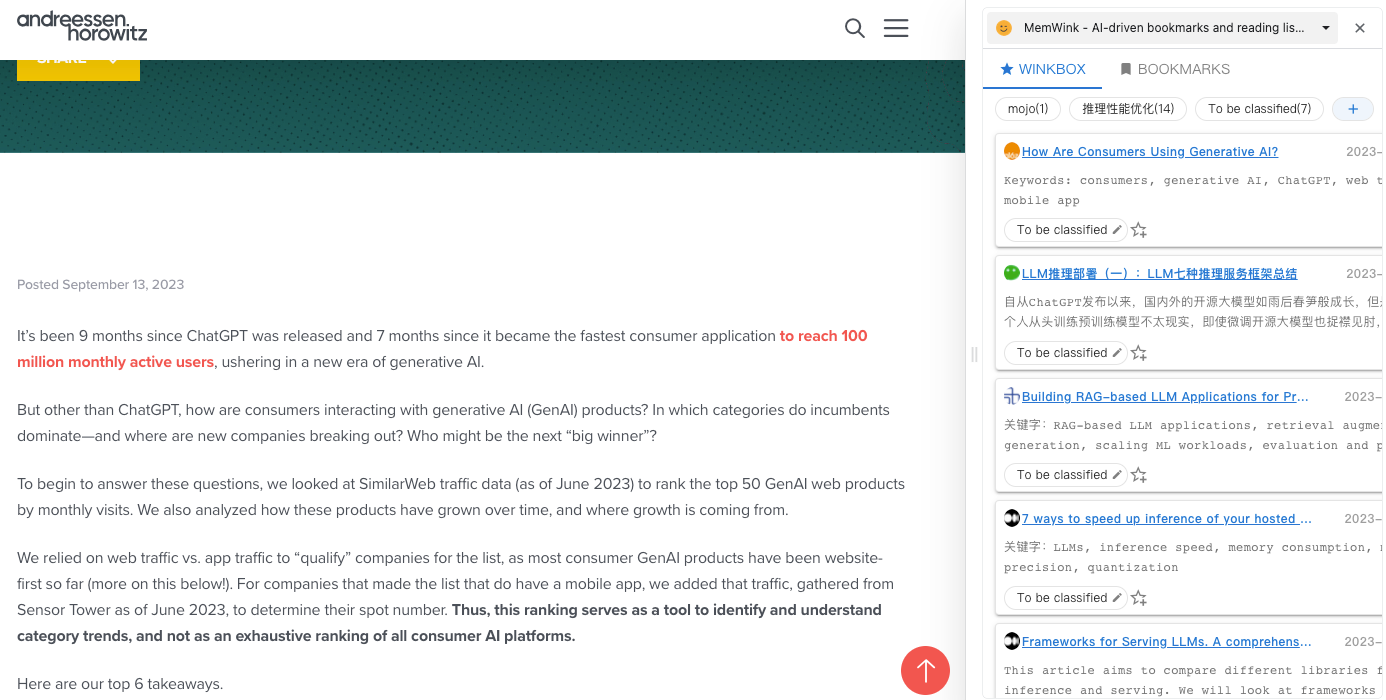 andreessen.
horowitz
SHARE
Posted September 13, 2023
It’s been 9 months since ChatGPT was released and 7 months since it became the fastest consumer application to reach 100
million monthly active users, ushering in a new era of generative AI.
But other than ChatGPT, how are consumers interacting with generative AI (GenAI) products? In which categories do incumbents
dominate—and where are new companies breaking out? Who might be the next “big winner”?
To begin to answer these questions, we looked at SimilarWeb traffic data (as of June 2023) to rank the top 50 GenAI web products
by monthly visits. We also analyzed how these products have grown over time, and where growth is coming from.
We relied on web traffic vs. app traffic to “qualify” companies for the list, as most consumer GenAI products have been website-
first so far (more on this below!). For companies that made the list that do have a mobile app, we added that traffic, gathered from
Sensor Tower as of June 2023, to determine their spot number. Thus, this ranking serves as a tool to identify and understand
category trends, and not as an exhaustive ranking of all consumer AI platforms.
Here are our top 6 takeaways.
MemWink - AI-driven bookmarks and reading lis...
WINKBOX BOOKMARKS
mojo(1) 推理性能优化(14) To be classified(7) +
How Are Consumers Using Generative AI? 2023-
Keywords: consumers, generative AI, ChatGPT, web t
mobile app
To be classified
LLM推理部署（一）：LLM七种推理服务框架总结 2023-
自从ChatGPT发布以来，国内外的开源大模型如雨后春笋般成长，但
个人从头训练预训练模型不太现实，即使微调开源大模型也捉襟见肘，
To be classified
Building RAG-based LLM Applications for Pr... 2023-
关键字：RAG-based LLM applications, retrieval augme
generation, scaling ML workloads, evaluation and p
To be classified
7 ways to speed up inference of your hosted ... 2023-
关键字：LLMs, inference speed, memory consumption,
precision, quantization
To be classified
Frameworks for Serving LLMs. A comprehens... 2023-
This article aims to compare different libraries f
inference and serving. We will look at frameworks